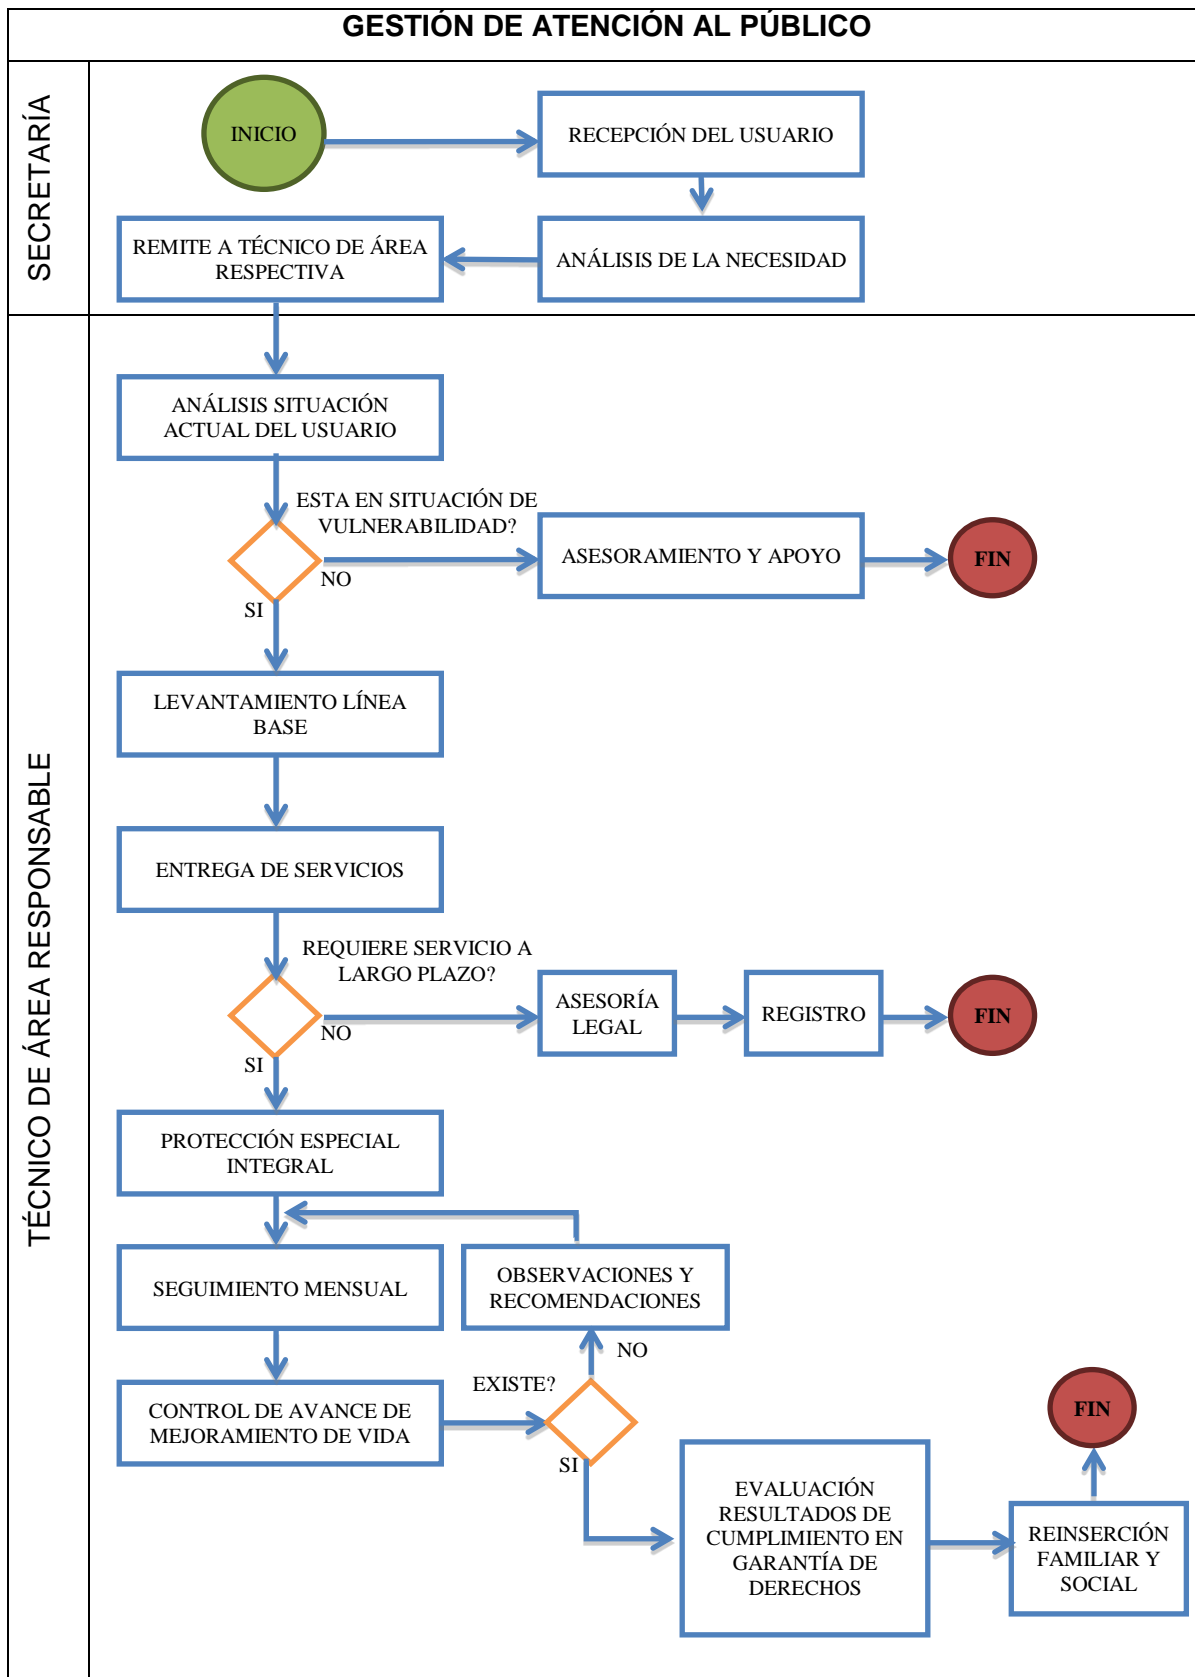 GESTIÓN DE ATENCIÓN AL PÚBLICO
SECRETARÍA
INICIO
RECEPCIÓN DEL USUARIO
REMITE A TÉCNICO DE ÁREA
RESPECTIVA
ANÁLISIS DE LA NECESIDAD
TÉCNICO DE ÁREA RESPONSABLE
ANÁLISIS SITUACIÓN
ACTUAL DEL USUARIO
ESTA EN SITUACIÓN DE
VULNERABILIDAD?
NO
SI
ASESORAMIENTO Y APOYO
FIN
LEVANTAMIENTO LÍNEA
BASE
ENTREGA DE SERVICIOS
REQUIERE SERVICIO A
LARGO PLAZO?
NO
SI
ASESORÍA
LEGAL
REGISTRO
FIN
PROTECCIÓN ESPECIAL
INTEGRAL
SEGUIMIENTO MENSUAL
OBSERVACIONES Y
RECOMENDACIONES
NO
EXISTE?
CONTROL DE AVANCE DE
MEJORAMIENTO DE VIDA
SI
EVALUACIÓN
RESULTADOS DE
CUMPLIMIENTO EN
GARANTÍA DE
DERECHOS
REINSERCIÓN
FAMILIAR Y
SOCIAL
FIN